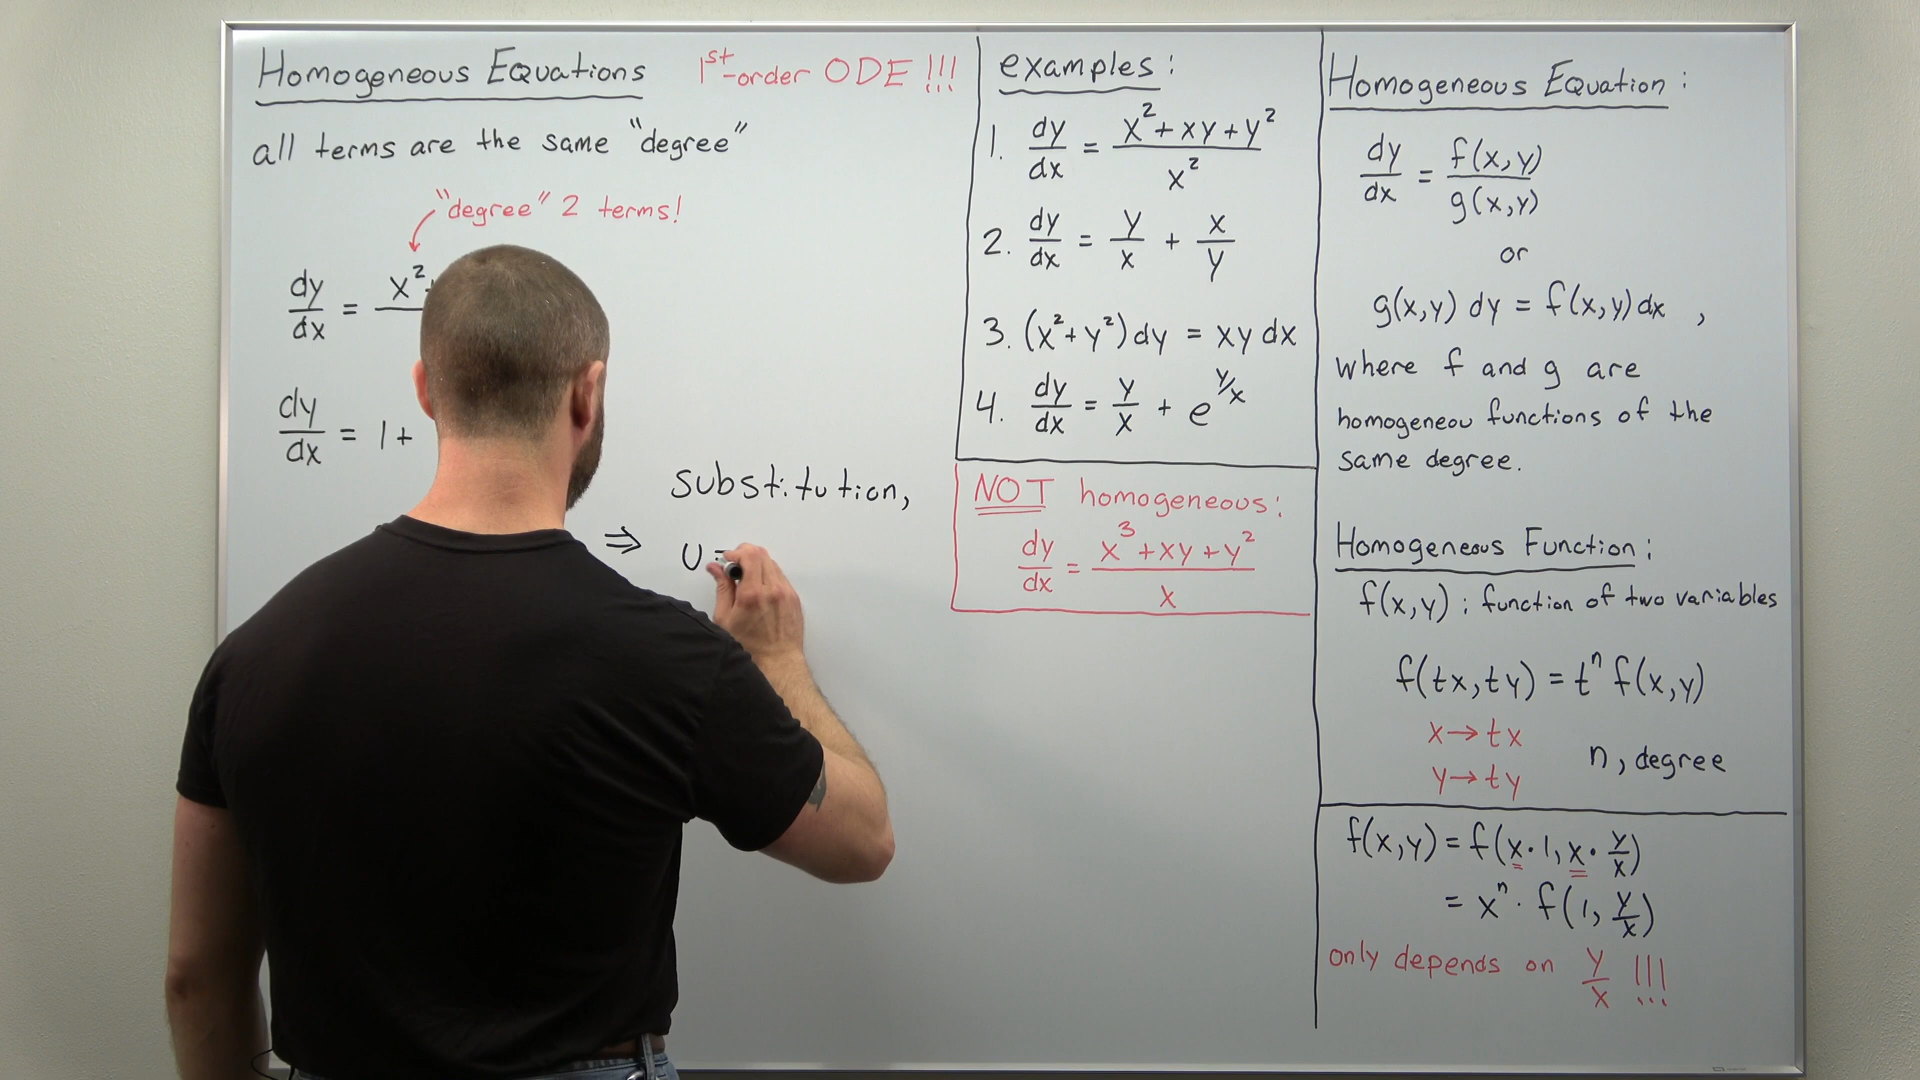 Homogeneous Equations 1st-order ODE !!!
all terms are the same "degree"
"degree" 2 terms!
dy/dx = x²+
dy/dx = 1 +
substitution,
⇒ u=
examples:
1. dy/dx = (x² + xy + y²)/x²
2. dy/dx = y/x + x/y
3. (x² + y²) dy = xy dx
4. dy/dx = y/x + e^(y/x)
NOT homogeneous:
dy/dx = (x³ + xy + y²)/x
Homogeneous Equation:
dy/dx = f(x,y)/g(x,y)
or
g(x,y) dy = f(x,y) dx ,
where f and g are
homogeneou functions of the
same degree.
Homogeneous Function:
f(x,y) ; function of two variables
f(tx,ty) = tⁿ f(x,y)
x→tx
y→ty
n, degree
f(x,y) = f(x·1, x·y/x)
= xⁿ · f(1, y/x)
only depends on y/x !!!